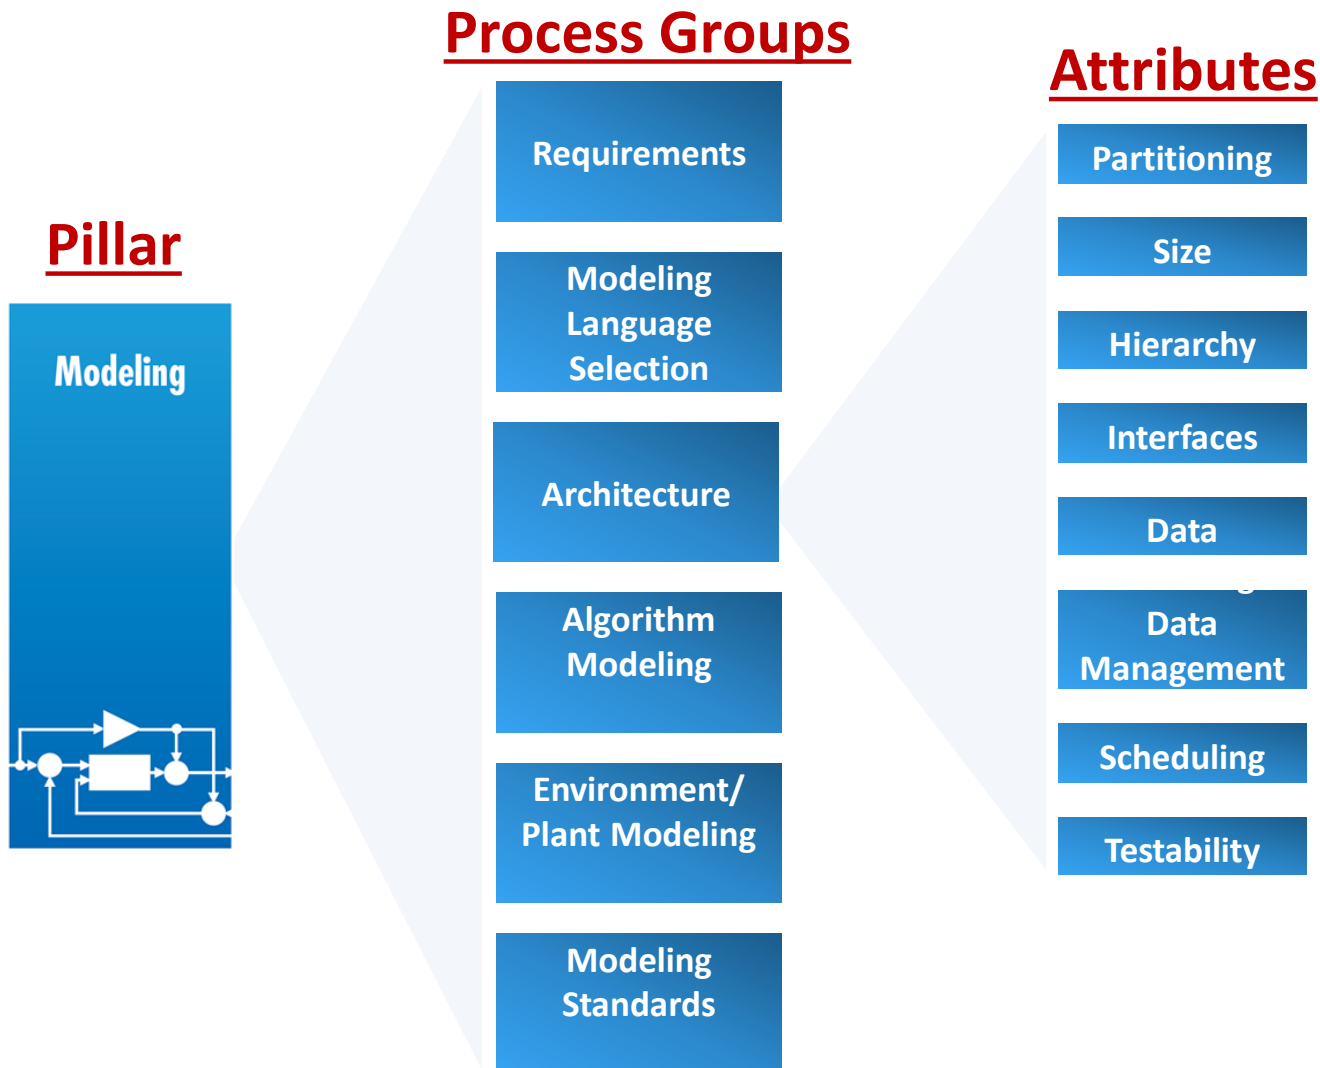 Process Groups
Attributes
Pillar
Modeling
Requirements
Modeling
Language
Selection
Architecture
Algorithm
Modeling
Environment/
Plant Modeling
Modeling
Standards
Partitioning
Size
Hierarchy
Interfaces
Data
Data
Management
Scheduling
Testability